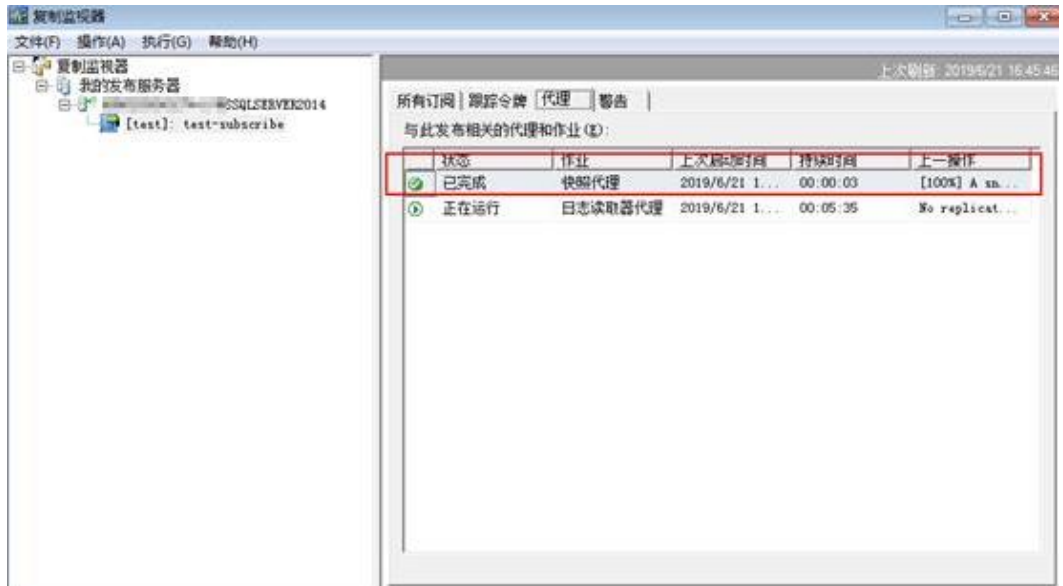 复制监视器
文件(F) 操作(A) 执行(G) 帮助(H)
复制监视器
我的发布服务器
SSQLSERVER2014
[test]: test-subscribe
上次刷新: 2019/6/21 16:45:46
所有订阅 跟踪令牌 代理 警告
与此发布相关的代理和作业(E):
状态 作业 上次启动时间 持续时间 上一操作
已完成 快照代理 2019/6/21 1... 00:00:03 [100%] A sn...
正在运行 日志读取器代理 2019/6/21 1... 00:05:35 No replicat...